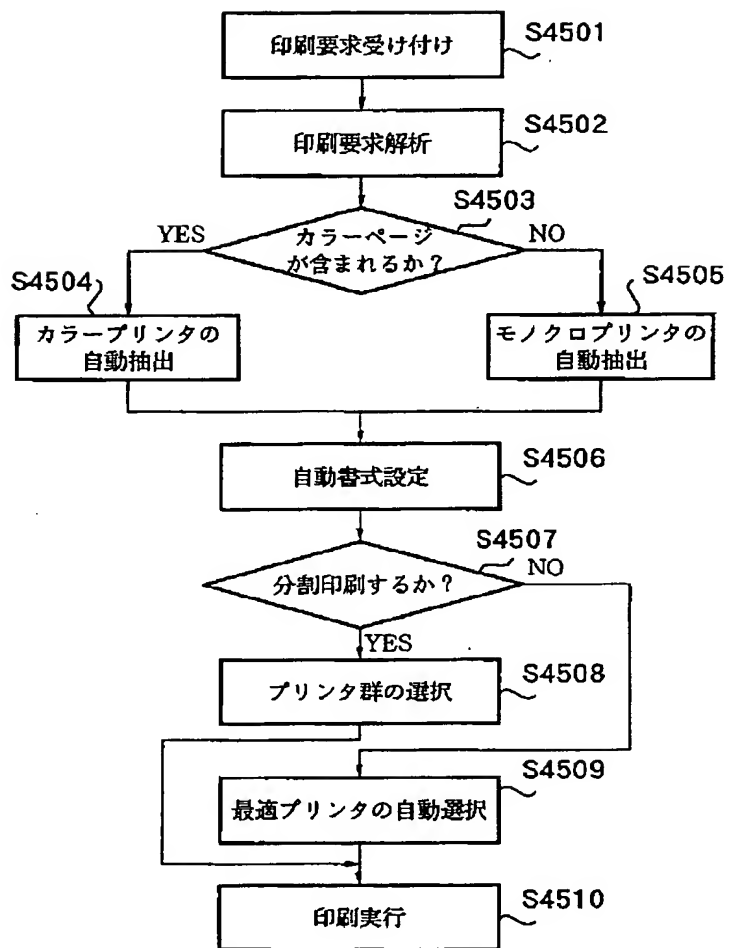 印刷要求受け付け
S4501
印刷要求解析
S4502
S4503
カラーページ
が含まれるか？
YES
NO
S4504
カラープリンタの
自動抽出
S4505
モノクロプリンタの
自動抽出
自動書式設定
S4506
S4507
分割印刷するか？
NO
YES
プリンタ群の選択
S4508
最適プリンタの自動選択
S4509
印刷実行
S4510